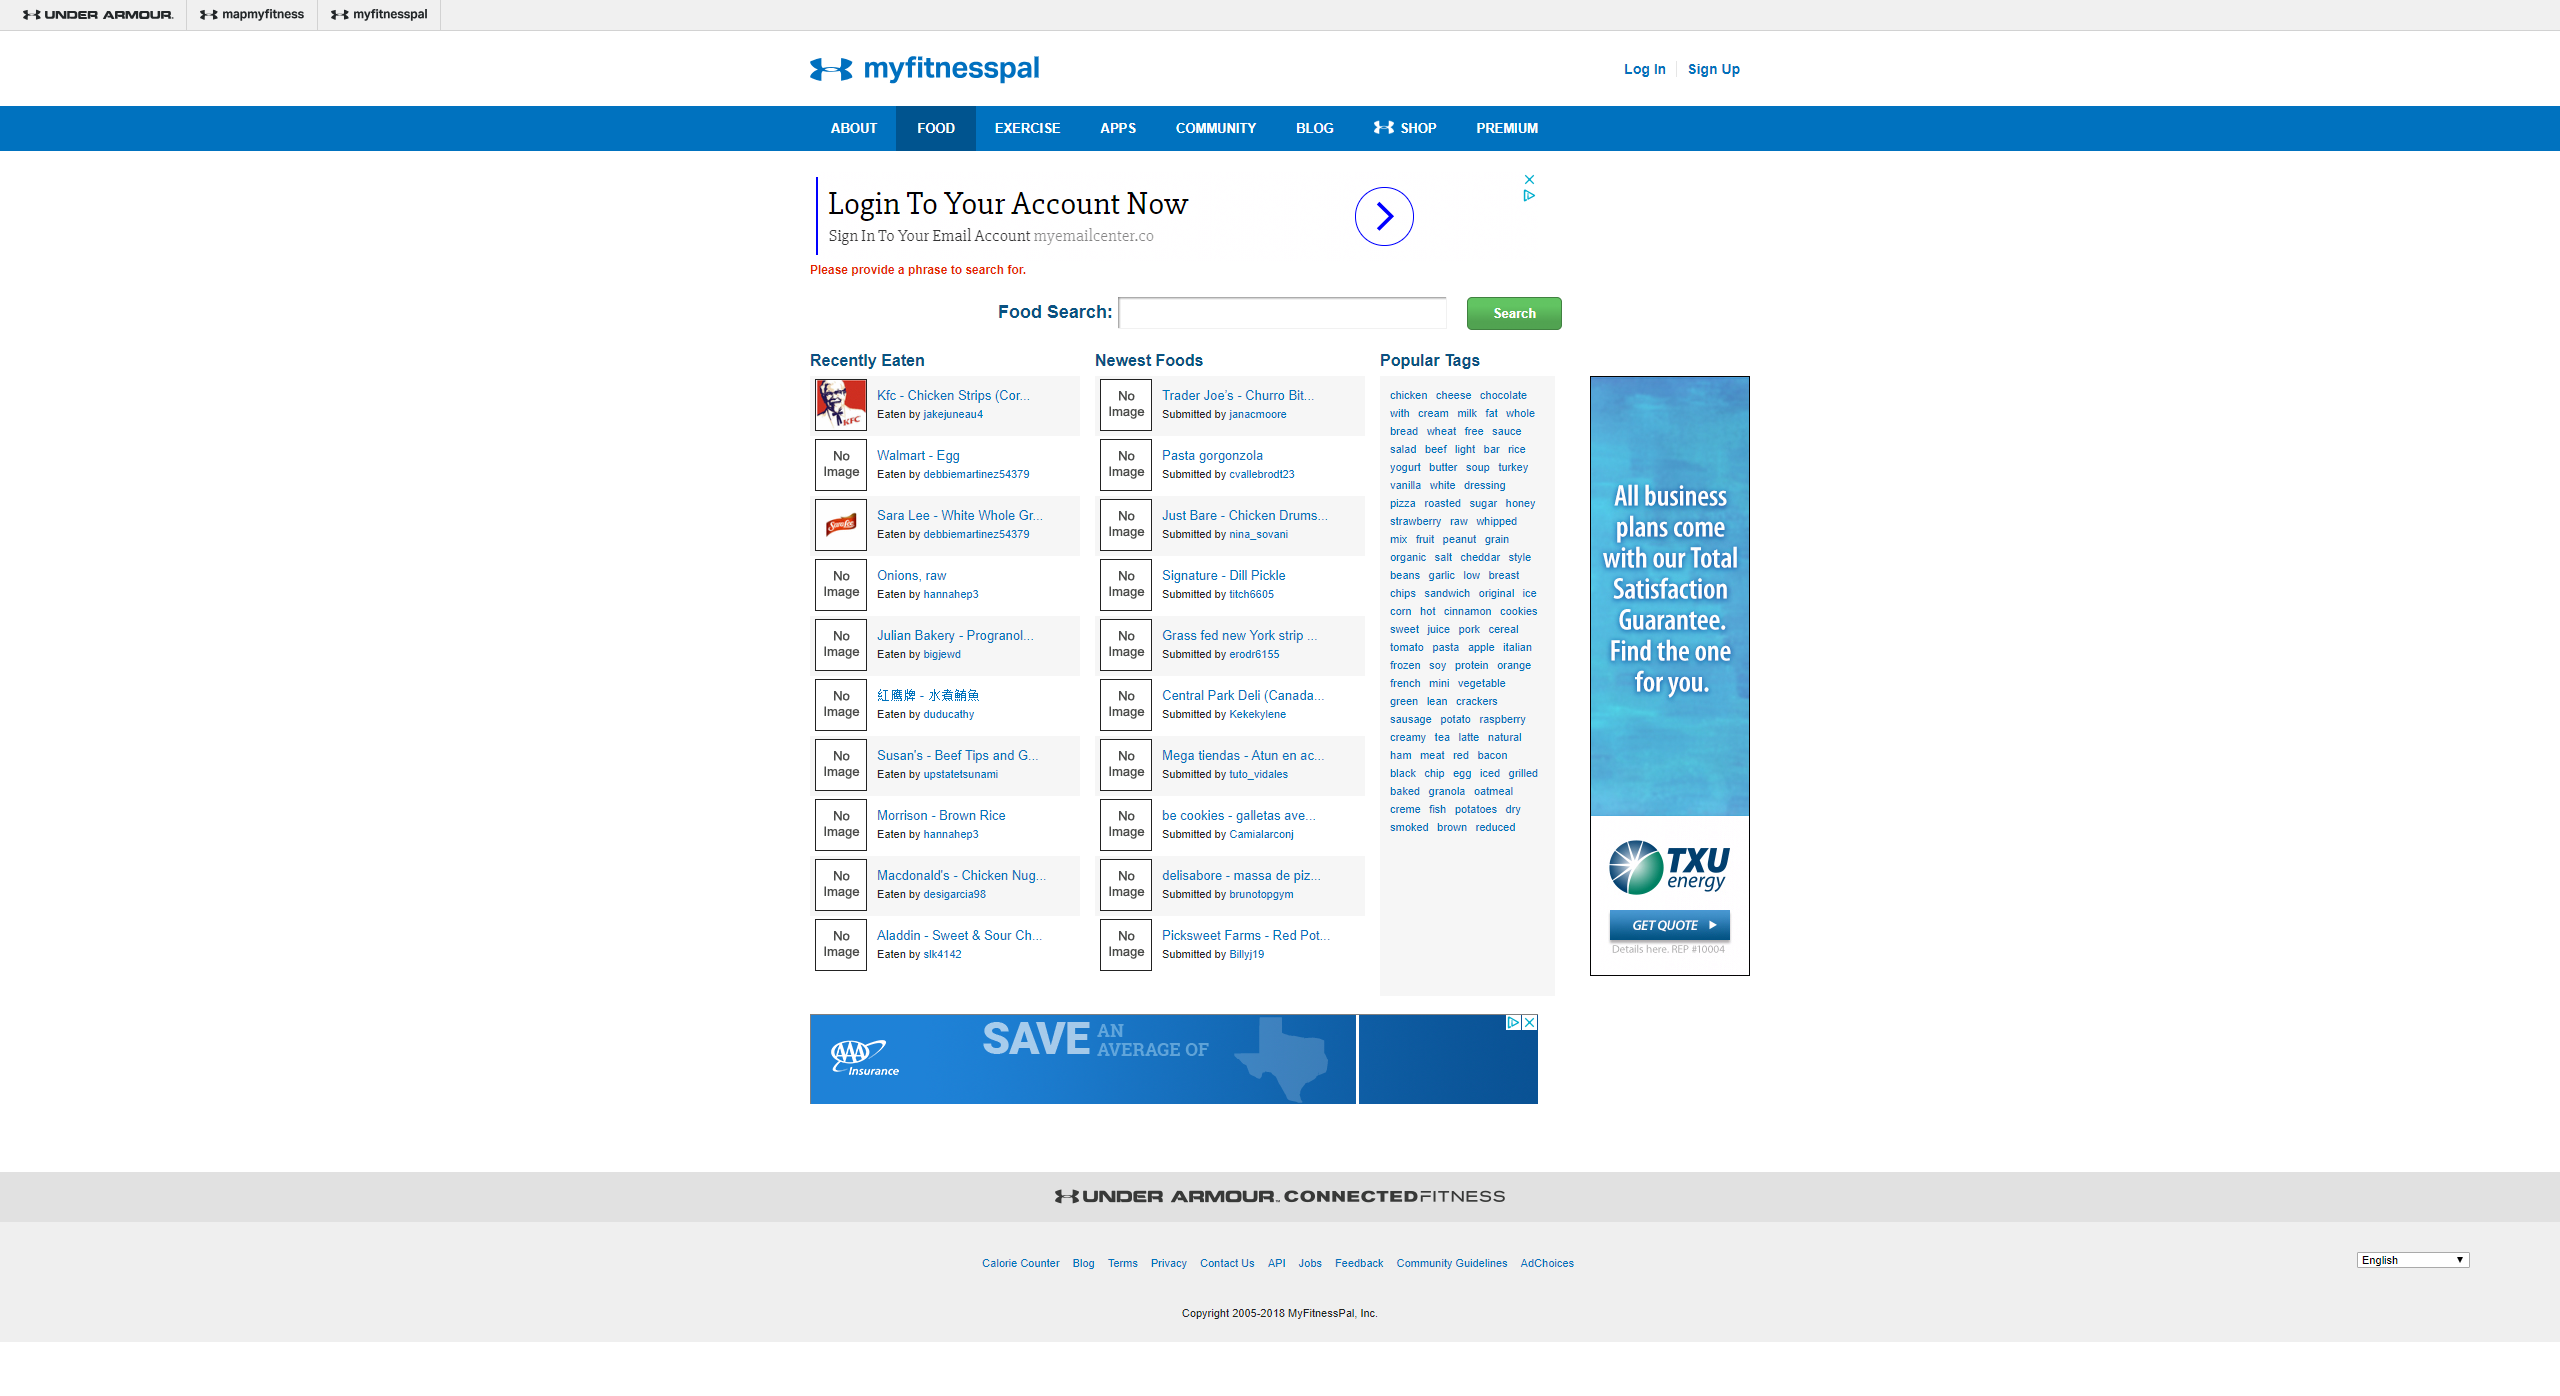 UNDER ARMOUR.
mapmyfitness
myfitnesspal
myfitnesspal
Log In
Sign Up
ABOUT
FOOD
EXERCISE
APPS
COMMUNITY
BLOG
SHOP
PREMIUM
Login To Your Account Now
Sign In To Your Email Account myemailcenter.co
Please provide a phrase to search for.
Food Search:
Search
Recently Eaten
KFC
Kfc - Chicken Strips (Cor...
Eaten by jakejuneau4
No Image
Walmart - Egg
Eaten by debbiemartinez54379
Sara Lee
Sara Lee - White Whole Gr...
Eaten by debbiemartinez54379
No Image
Onions, raw
Eaten by hannahep3
No Image
Julian Bakery - Progranol...
Eaten by bigjewd
No Image
紅鷹牌 - 水煮鮪魚
Eaten by duducathy
No Image
Susan's - Beef Tips and G...
Eaten by upstatetsunami
No Image
Morrison - Brown Rice
Eaten by hannahep3
No Image
Macdonald's - Chicken Nug...
Eaten by desigarcia98
No Image
Aladdin - Sweet & Sour Ch...
Eaten by slk4142
Newest Foods
No Image
Trader Joe's - Churro Bit...
Submitted by janacmoore
No Image
Pasta gorgonzola
Submitted by cvallebrodt23
No Image
Just Bare - Chicken Drums...
Submitted by nina_sovani
No Image
Signature - Dill Pickle
Submitted by titch6605
No Image
Grass fed new York strip ...
Submitted by erodr6155
No Image
Central Park Deli (Canada...
Submitted by Kekekylene
No Image
Mega tiendas - Atun en ac...
Submitted by tuto_vidales
No Image
be cookies - galletas ave...
Submitted by Camialarconj
No Image
delisabore - massa de piz...
Submitted by brunotopgym
No Image
Picksweet Farms - Red Pot...
Submitted by Billyj19
Popular Tags
chicken cheese chocolate
with cream milk fat whole
bread wheat free sauce
salad beef light bar rice
yogurt butter soup turkey
vanilla white dressing
pizza roasted sugar honey
strawberry raw whipped
mix fruit peanut grain
organic salt cheddar style
beans garlic low breast
chips sandwich original ice
corn hot cinnamon cookies
sweet juice pork cereal
tomato pasta apple italian
frozen soy protein orange
french mini vegetable
green lean crackers
sausage potato raspberry
creamy tea latte natural
ham meat red bacon
black chip egg iced grilled
baked granola oatmeal
creme fish potatoes dry
smoked brown reduced
All business
plans come
with our Total
Satisfaction
Guarantee.
Find the one
for you.
TXU
energy
GET QUOTE
Details here. REP #10004
AAA
Insurance
SAVE AN
AVERAGE OF
UNDER ARMOUR. CONNECTEDFITNESS
Calorie Counter Blog Terms Privacy Contact Us API Jobs Feedback Community Guidelines AdChoices
English
Copyright 2005-2018 MyFitnessPal, Inc.